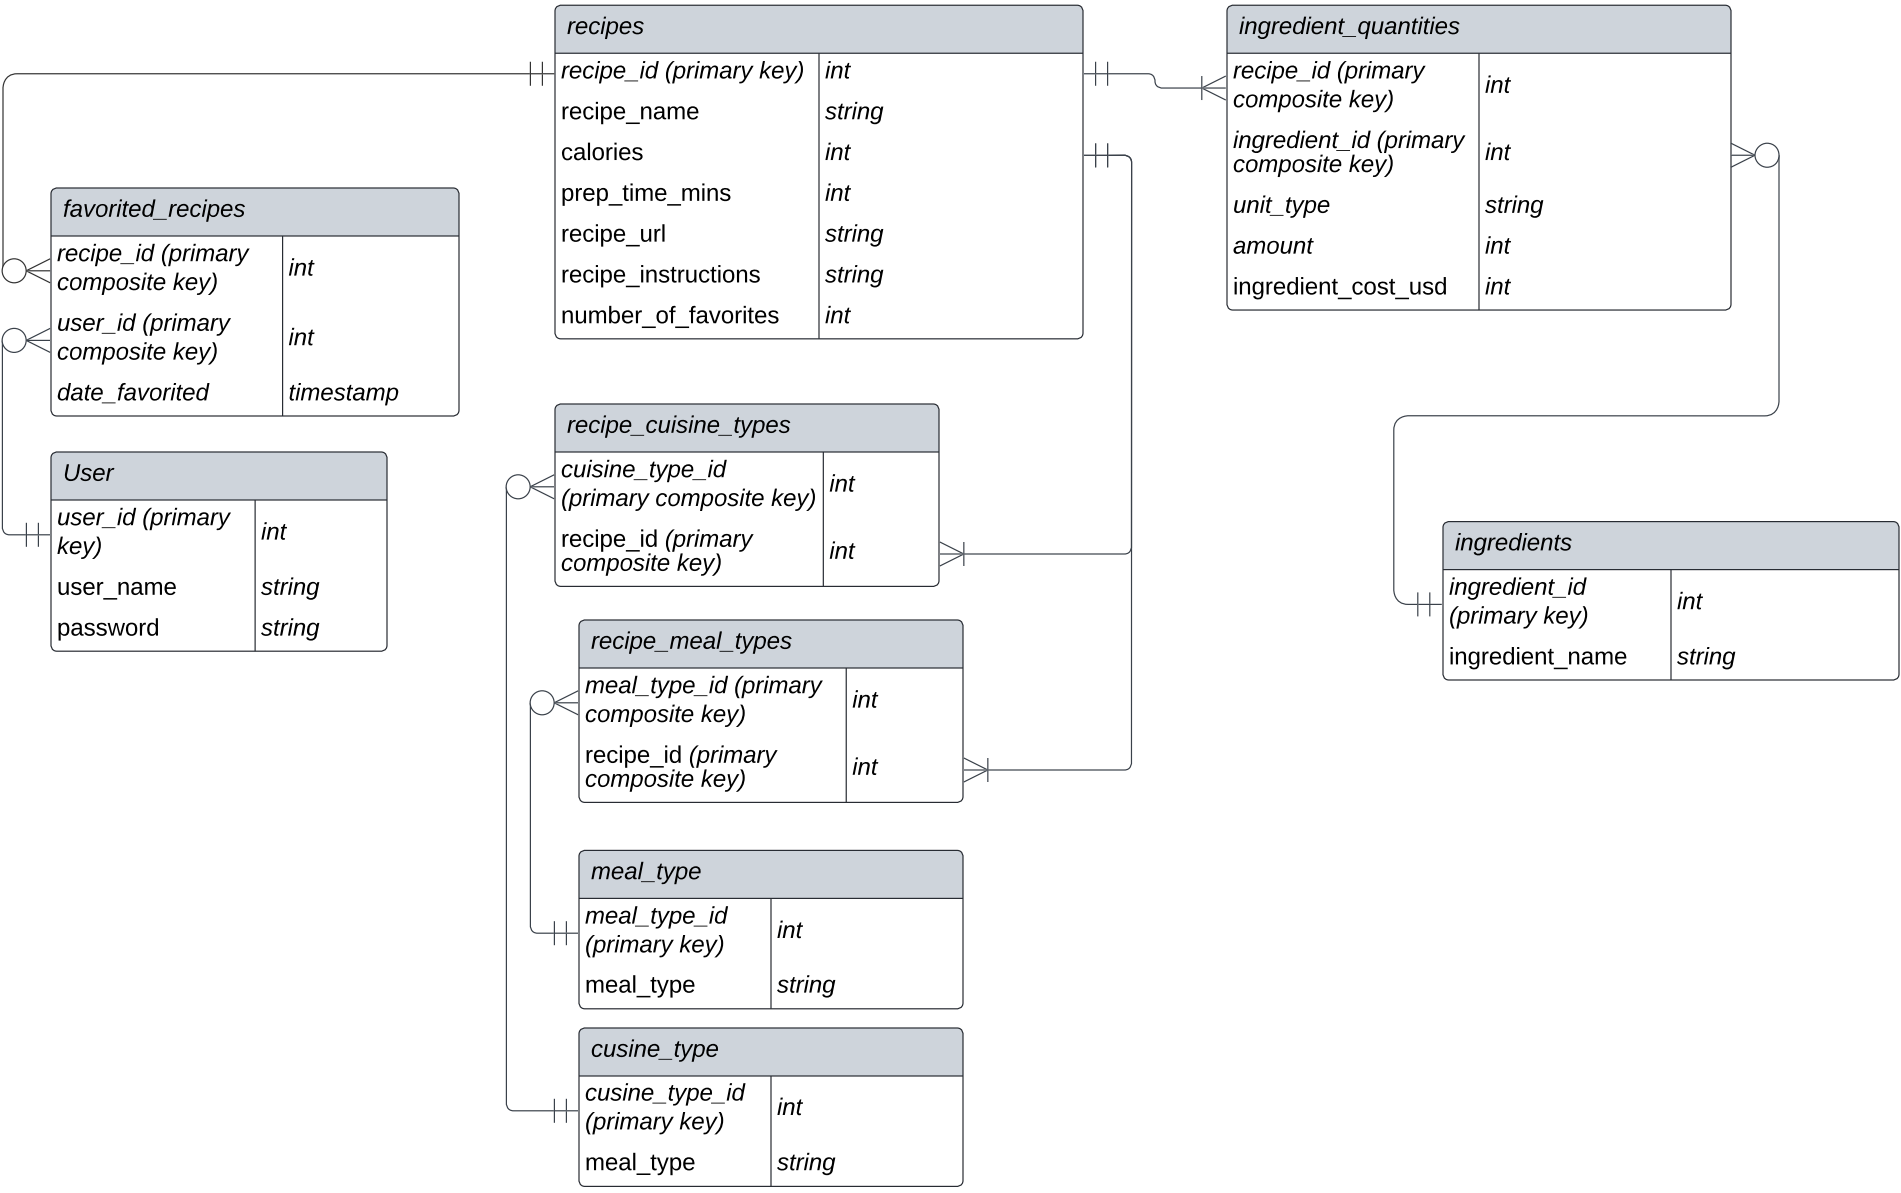 recipes
recipe_id (primary key) int
recipe_name string
calories int
prep_time_mins int
recipe_url string
recipe_instructions string
number_of_favorites int
ingredient_quantities
recipe_id (primary
composite key) int
ingredient_id (primary
composite key) int
unit_type string
amount int
ingredient_cost_usd int
favorited_recipes
recipe_id (primary
composite key) int
user_id (primary
composite key) int
date_favorited timestamp
User
user_id (primary
key) int
user_name string
password string
recipe_cuisine_types
cuisine_type_id
(primary composite key) int
recipe_id (primary
composite key) int
recipe_meal_types
meal_type_id (primary
composite key) int
recipe_id (primary
composite key) int
ingredients
ingredient_id
(primary key) int
ingredient_name string
meal_type
meal_type_id
(primary key) int
meal_type string
cusine_type
cusine_type_id
(primary key) int
meal_type string